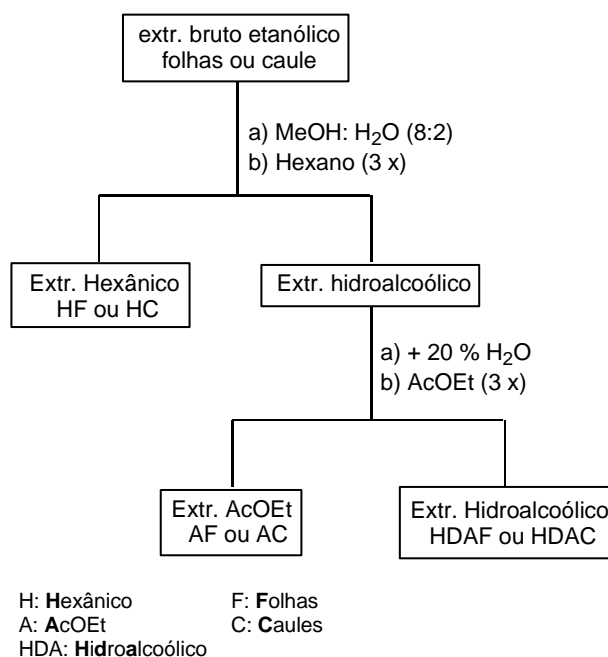 extr. bruto etanólico
folhas ou caule
a) MeOH: H₂O (8:2)
b) Hexano (3 x)
Extr. Hexânico
HF ou HC
Extr. hidroalcoólico
a) + 20 % H₂O
b) AcOEt (3 x)
Extr. AcOEt
AF ou AC
Extr. Hidroalcoólico
HDAF ou HDAC
H: Hexânico
F: Folhas
A: AcOEt
C: Caules
HDA: Hidroalcoólico